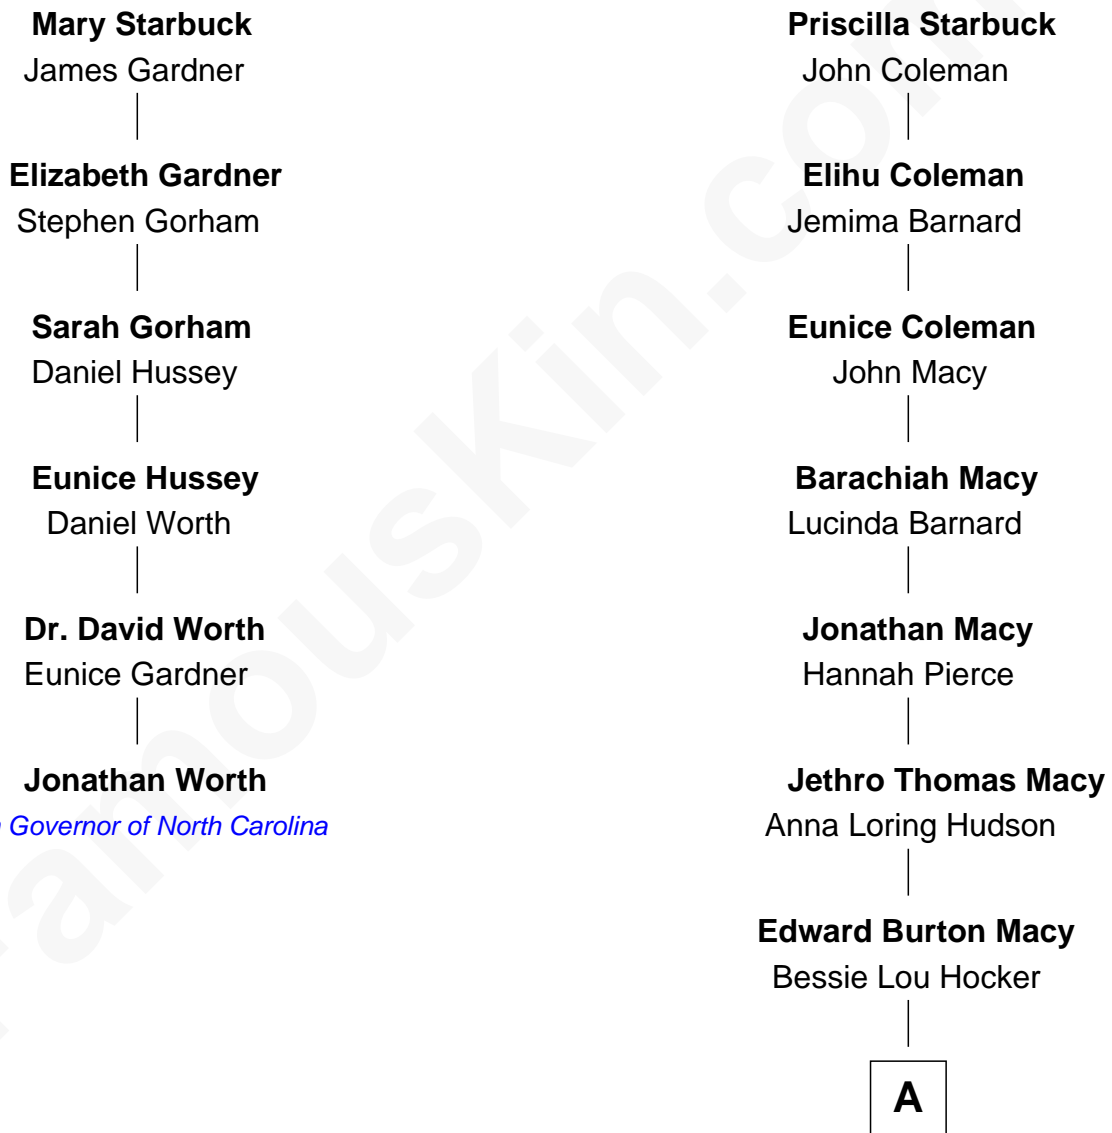 Mary Starbuck
James Gardner
Elizabeth Gardner
Stephen Gorham
Sarah Gorham
Daniel Hussey
Eunice Hussey
Daniel Worth
Dr. David Worth
Eunice Gardner
Jonathan Worth
Governor of North Carolina
Priscilla Starbuck
John Coleman
Elihu Coleman
Jemima Barnard
Eunice Coleman
John Macy
Barachiah Macy
Lucinda Barnard
Jonathan Macy
Hannah Pierce
Jethro Thomas Macy
Anna Loring Hudson
Edward Burton Macy
Bessie Lou Hocker
A
FamousKin.com